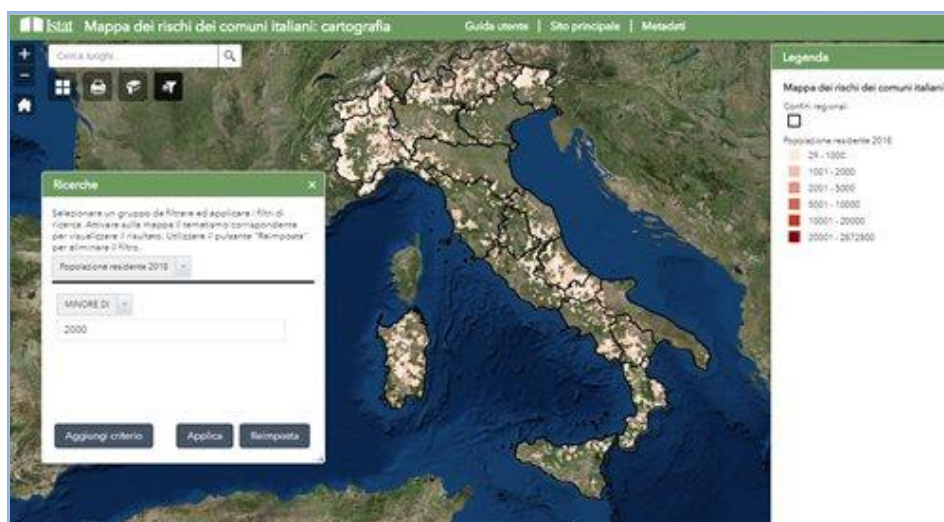 Istat Mappa dei rischi dei comuni italiani: cartografia
Guida utente | Sito principale | Metadati
Cerca luoghi...
Legenda
Mappa dei rischi dei comuni italiani
Confini regionali
Popolazione residente 2018
29 - 1000
1001 - 2000
2001 - 5000
5001 - 10000
10001 - 20000
20001 - 2872800
Ricerche
Selezionare un gruppo da filtrare ed applicare i filtri di
ricerca. Attivare sulla mappa il tematismo corrispondente
per visualizzare il risultato. Utilizzare il pulsante "Reimposta"
per eliminare il filtro.
Popolazione residente 2018
MINORE DI
2000
Aggiungi criterio
Applica
Reimposta